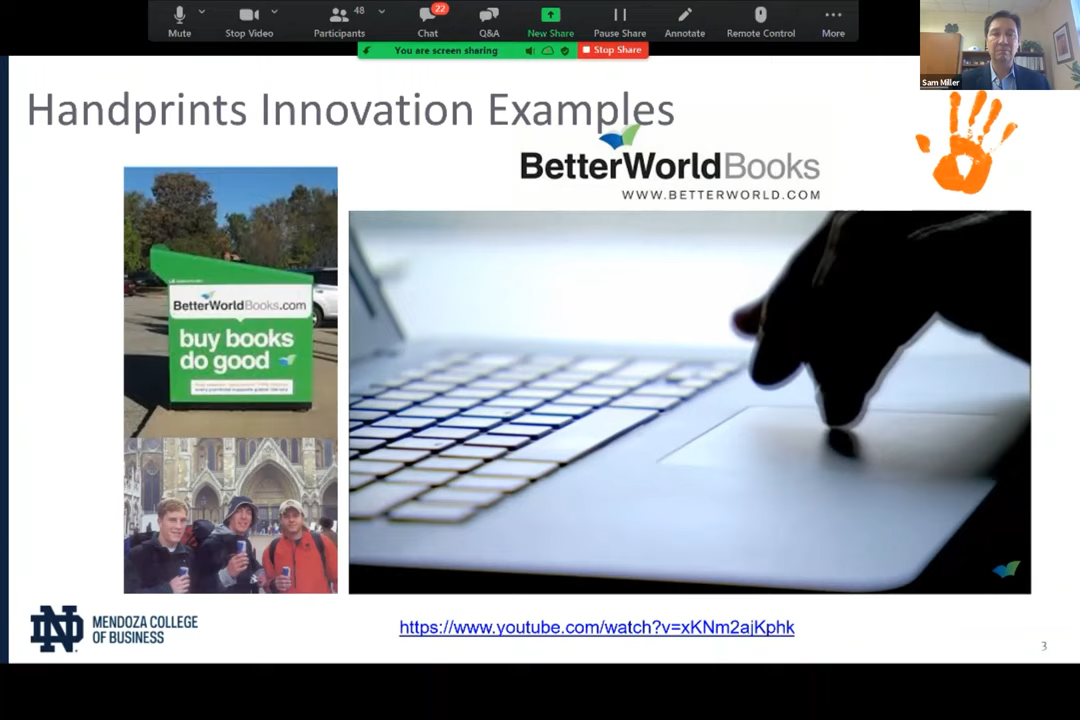 48
22
Mute
Stop Video
Participants
Chat
Q&A
New Share
Pause Share
Annotate
Remote Control
More
You are screen sharing
Stop Share
Sam Miller
Handprints Innovation Examples
BetterWorldBooks
WWW.BETTERWORLD.COM
BetterWorldBooks.com
buy books
do good
ND
MENDOZA COLLEGE
OF BUSINESS
https://www.youtube.com/watch?v=xKNm2ajKphk
3